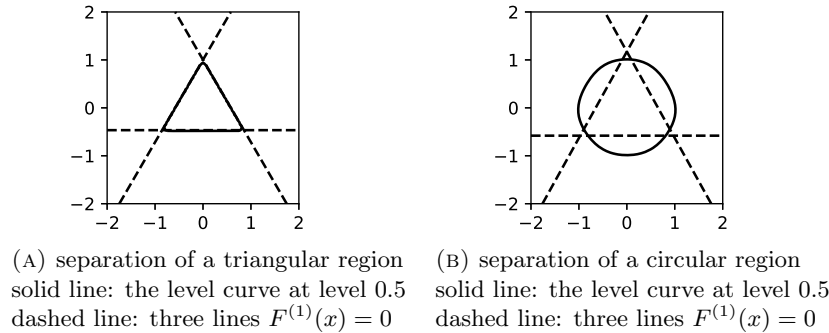 2
1
0
−1
−2
−2 −1 0 1 2
2
1
0
−1
−2
−2 −1 0 1 2
(A) separation of a triangular region
solid line: the level curve at level 0.5
dashed line: three lines F⁽¹⁾(x) = 0
(B) separation of a circular region
solid line: the level curve at level 0.5
dashed line: three lines F⁽¹⁾(x) = 0